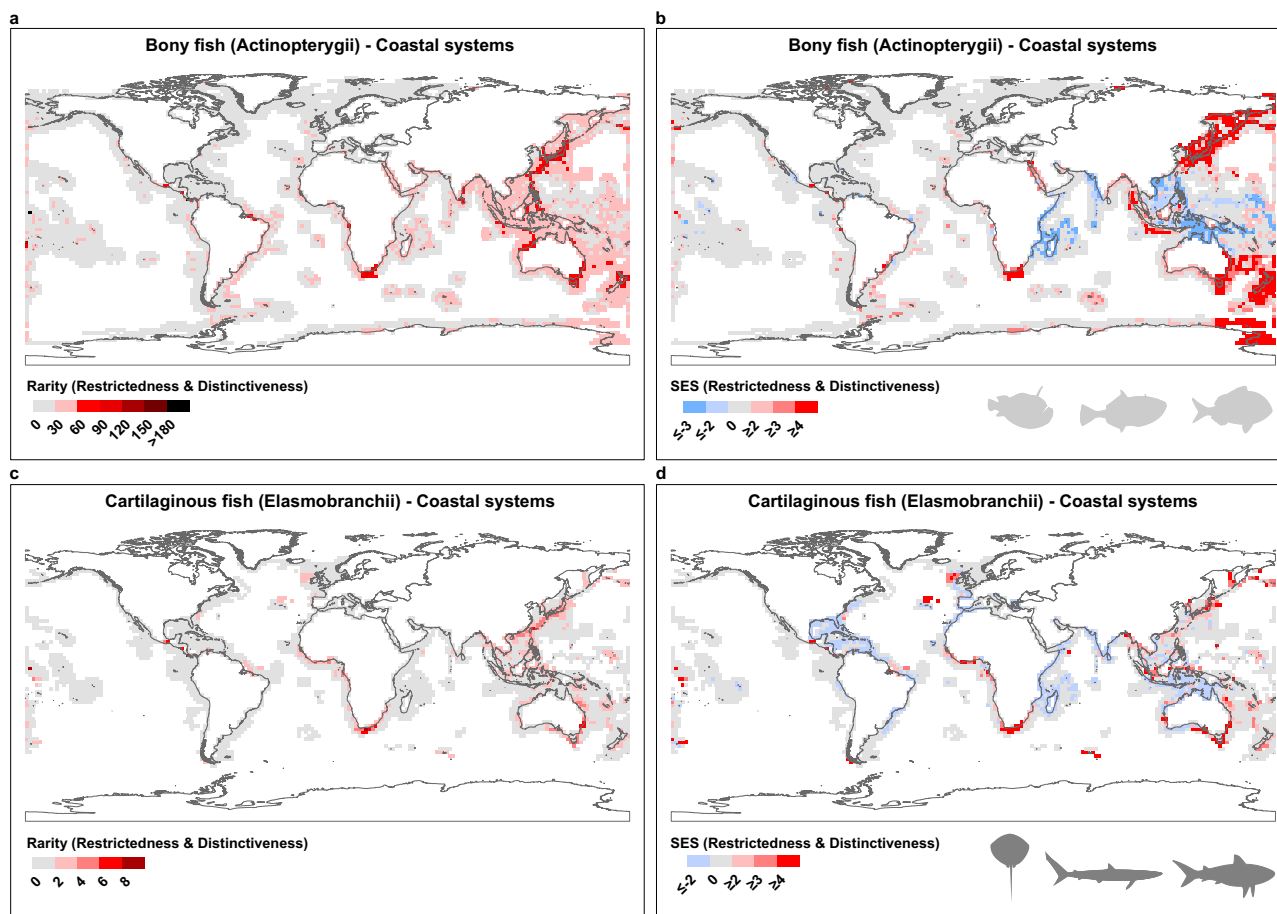 a
Bony fish (Actinopterygii) - Coastal systems
Rarity (Restrictedness & Distinctiveness)
0 30 60 90 120 150 >180
b
Bony fish (Actinopterygii) - Coastal systems
SES (Restrictedness & Distinctiveness)
≤-3 ≤-2 0 ≥2 ≥3 ≥4
c
Cartilaginous fish (Elasmobranchii) - Coastal systems
Rarity (Restrictedness & Distinctiveness)
0 2 4 6 8
d
Cartilaginous fish (Elasmobranchii) - Coastal systems
SES (Restrictedness & Distinctiveness)
≤-2 0 ≥2 ≥3 ≥4